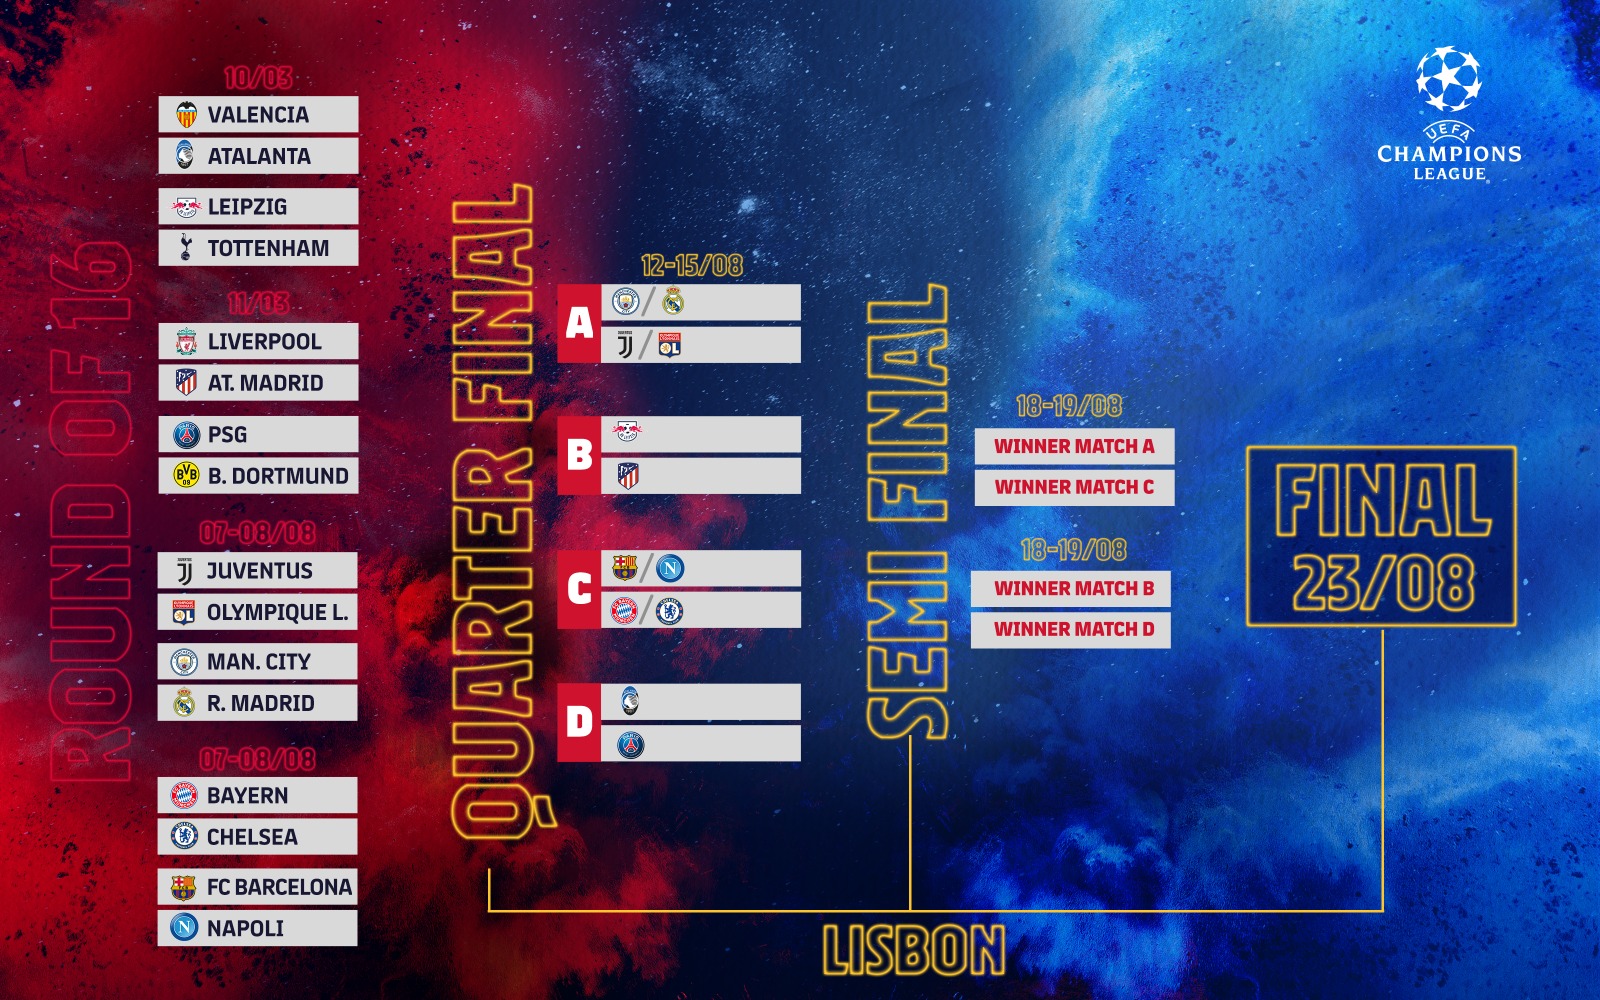 ROUND OF 16
10/03
VALENCIA
ATALANTA
LEIPZIG
TOTTENHAM
11/03
LIVERPOOL
AT. MADRID
PSG
B. DORTMUND
07-08/08
JUVENTUS
OLYMPIQUE L.
MAN. CITY
R. MADRID
07-08/08
BAYERN
CHELSEA
FC BARCELONA
NAPOLI
QUARTER FINAL
12-15/08
A
B
C
D
SEMI FINAL
18-19/08
WINNER MATCH A
WINNER MATCH C
18-19/08
WINNER MATCH B
WINNER MATCH D
FINAL
23/08
LISBON
UEFA
CHAMPIONS
LEAGUE